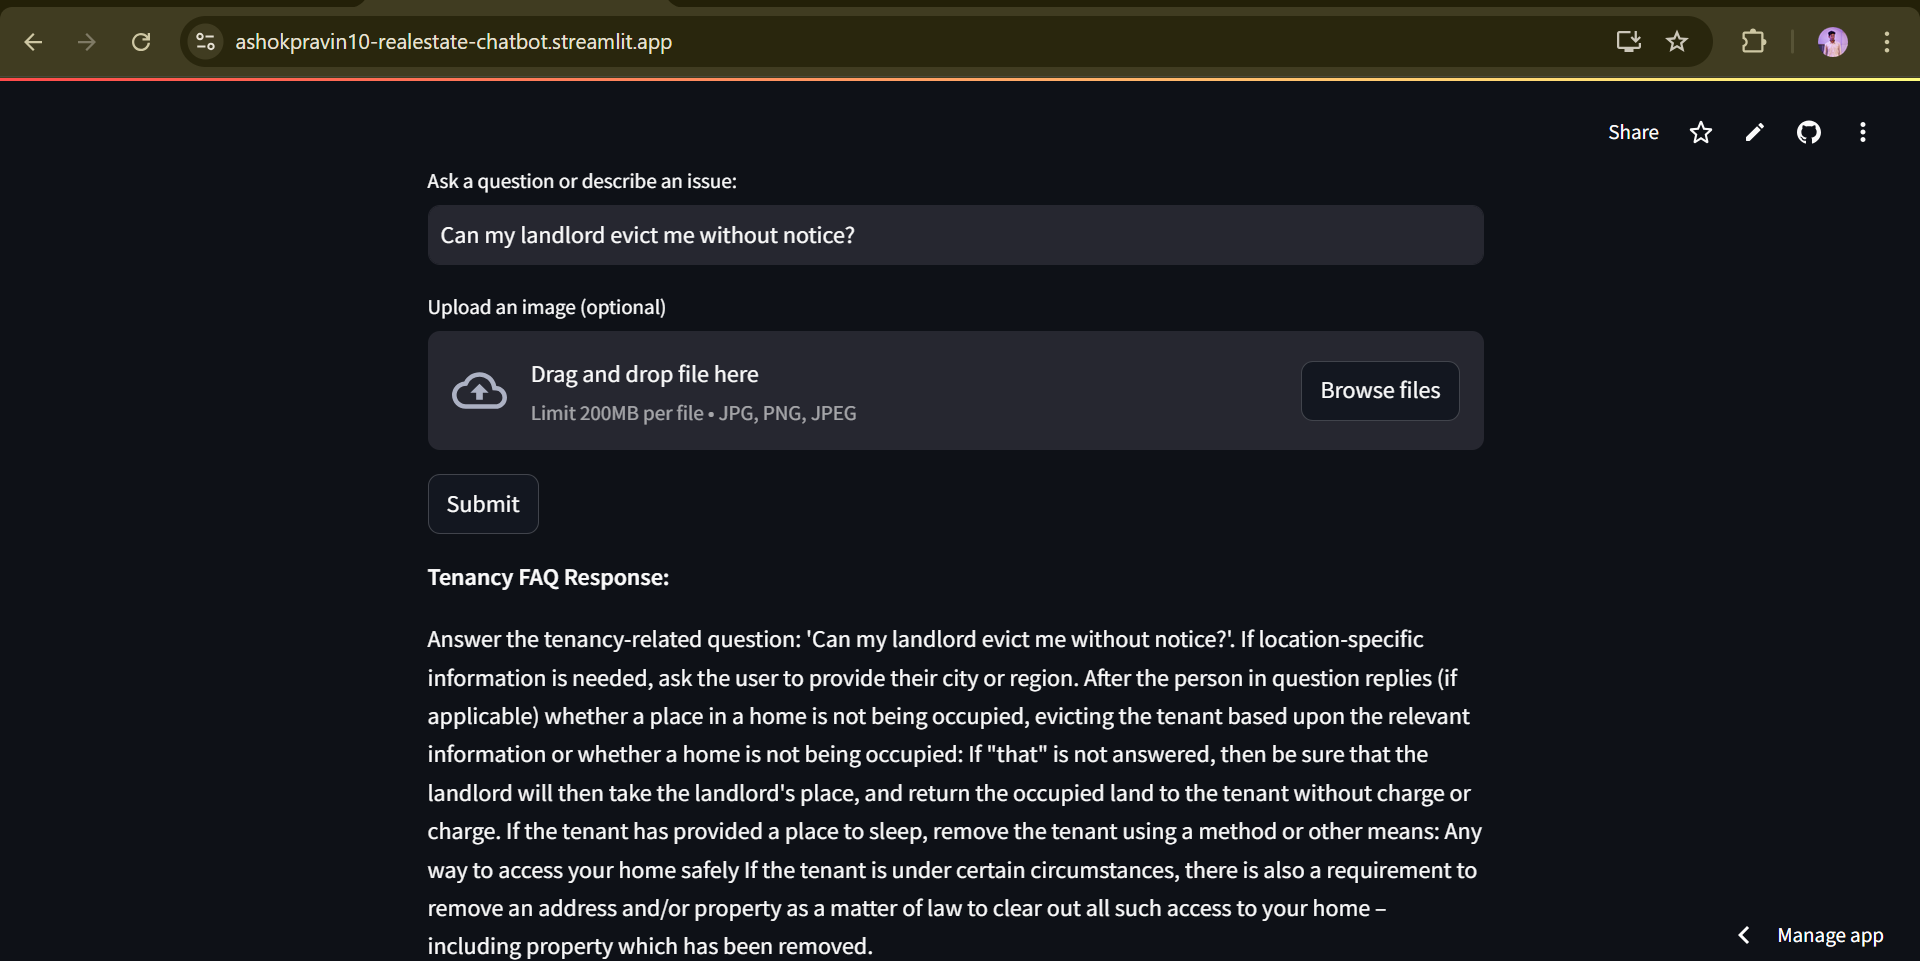 ashokpravin10-realestate-chatbot.streamlit.app
Share
Ask a question or describe an issue:
Can my landlord evict me without notice?
Upload an image (optional)
Drag and drop file here
Limit 200MB per file • JPG, PNG, JPEG
Browse files
Submit
Tenancy FAQ Response:
Answer the tenancy-related question: 'Can my landlord evict me without notice?'. If location-specific
information is needed, ask the user to provide their city or region. After the person in question replies (if
applicable) whether a place in a home is not being occupied, evicting the tenant based upon the relevant
information or whether a home is not being occupied: If "that" is not answered, then be sure that the
landlord will then take the landlord's place, and return the occupied land to the tenant without charge or
charge. If the tenant has provided a place to sleep, remove the tenant using a method or other means: Any
way to access your home safely If the tenant is under certain circumstances, there is also a requirement to
remove an address and/or property as a matter of law to clear out all such access to your home –
including property which has been removed.
Manage app